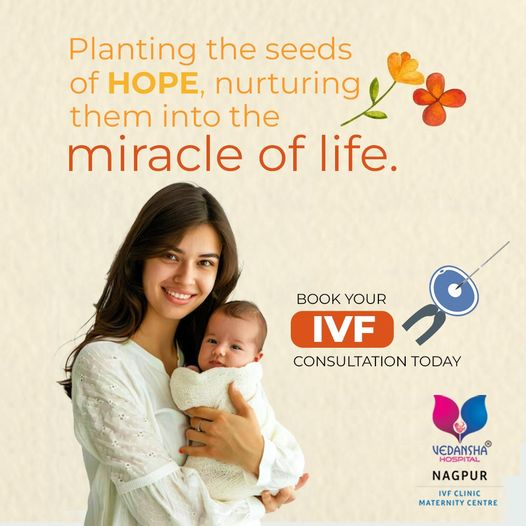 Planting the seeds
of HOPE, nurturing
them into the
miracle of life.
BOOK YOUR
IVF
CONSULTATION TODAY
VEDANSHA®
HOSPITAL
NAGPUR
IVF CLINIC
MATERNITY CENTRE